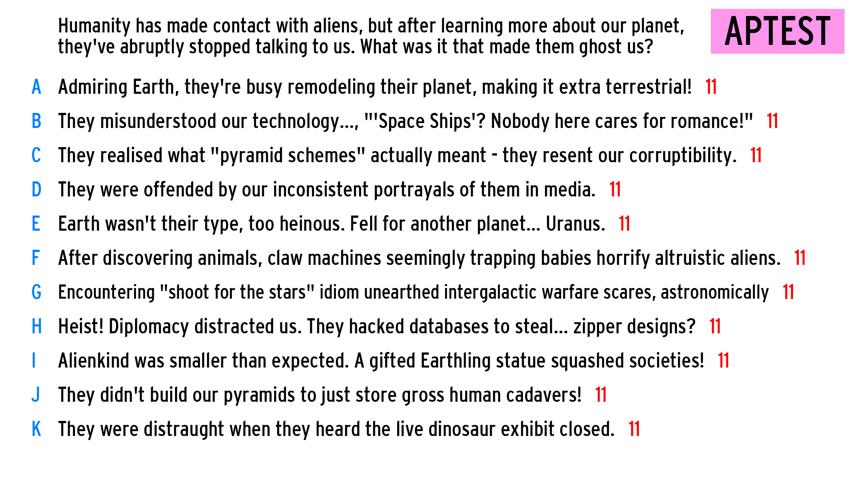 Humanity has made contact with aliens, but after learning more about our planet,
they've abruptly stopped talking to us. What was it that made them ghost us?
APTEST
A Admiring Earth, they're busy remodeling their planet, making it extra terrestrial! 11
B They misunderstood our technology..., "'Space Ships'? Nobody here cares for romance!" 11
C They realised what "pyramid schemes" actually meant - they resent our corruptibility. 11
D They were offended by our inconsistent portrayals of them in media. 11
E Earth wasn't their type, too heinous. Fell for another planet... Uranus. 11
F After discovering animals, claw machines seemingly trapping babies horrify altruistic aliens. 11
G Encountering "shoot for the stars" idiom unearthed intergalactic warfare scares, astronomically 11
H Heist! Diplomacy distracted us. They hacked databases to steal... zipper designs? 11
I Alienkind was smaller than expected. A gifted Earthling statue squashed societies! 11
J They didn't build our pyramids to just store gross human cadavers! 11
K They were distraught when they heard the live dinosaur exhibit closed. 11